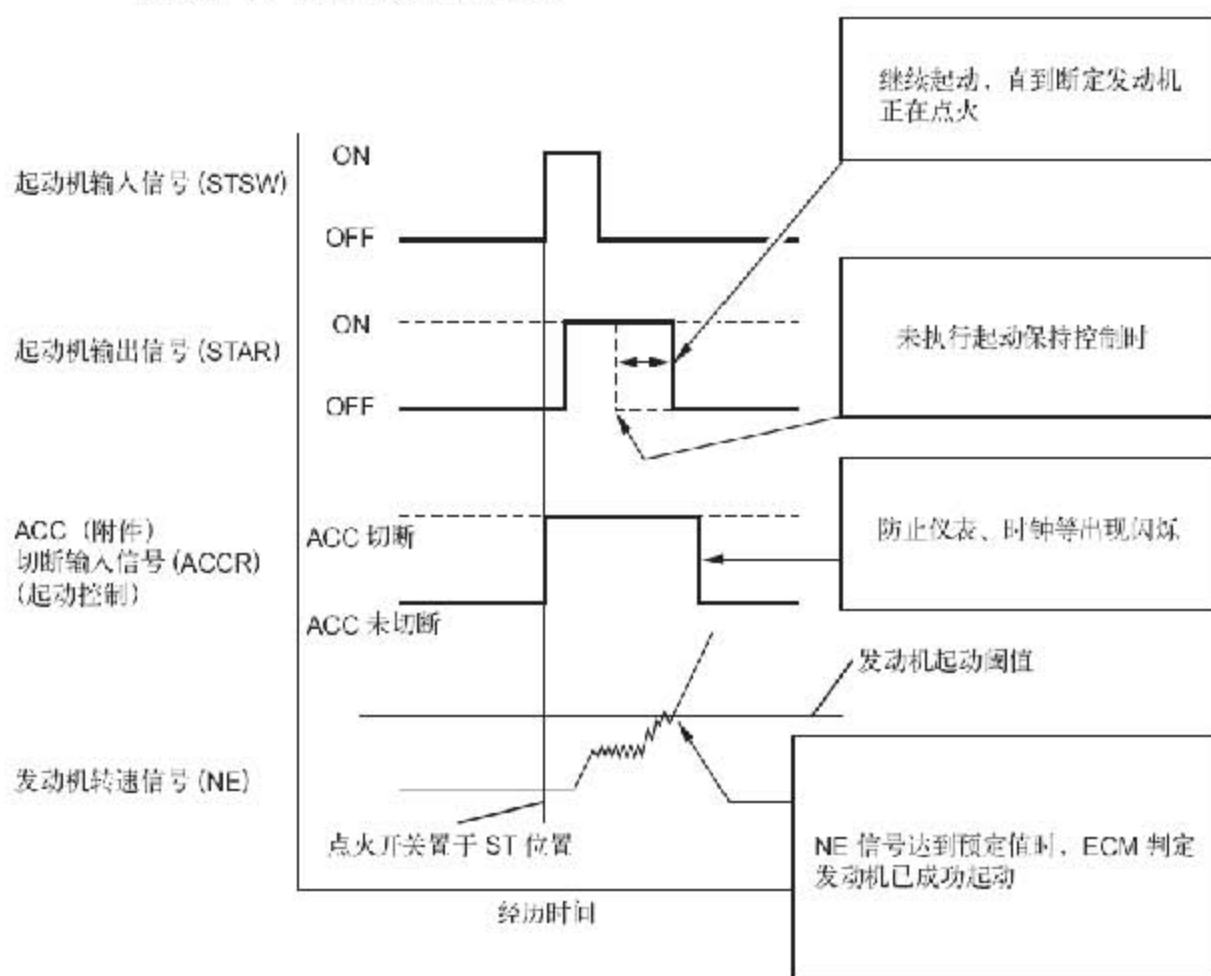 继续起动，直到断定发动机
正在点火
ON
起动机输入信号 (STSW)
OFF
ON
起动机输出信号 (STAR)
OFF
未执行起动保持控制时
ACC（附件）
切断输入信号 (ACCR)
(起动控制)
ACC 切断
ACC 未切断
防止仪表、时钟等出现闪烁
发动机起动阈值
发动机转速信号 (NE)
点火开关置于 ST 位置
NE 信号达到预定值时，ECM 判定
发动机已成功起动
经历时间